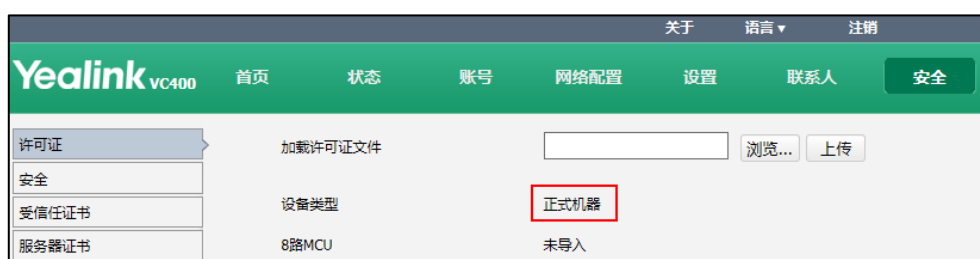 关于 语言▼ 注销
Yealink VC400 首页 状态 账号 网络配置 设置 联系人 安全
许可证 加载许可证文件 浏览... 上传
安全
设备类型 正式机器
受信任证书
服务器证书 8路MCU 未导入